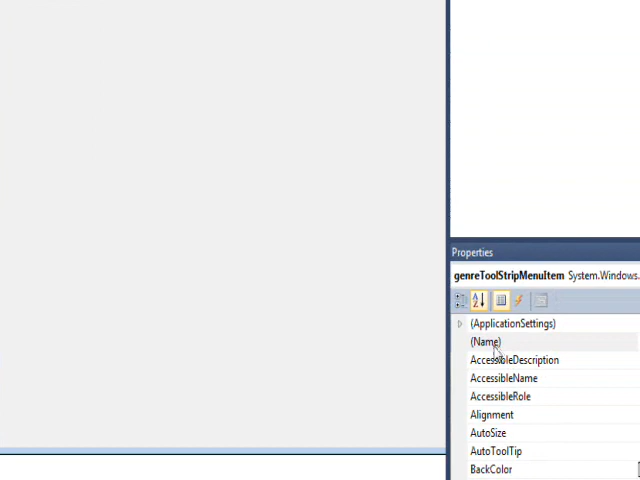 Properties
genreToolStripMenuItem System.Windows.
(ApplicationSettings)
(Name)
AccessibleDescription
AccessibleName
AccessibleRole
Alignment
AutoSize
AutoToolTip
BackColor